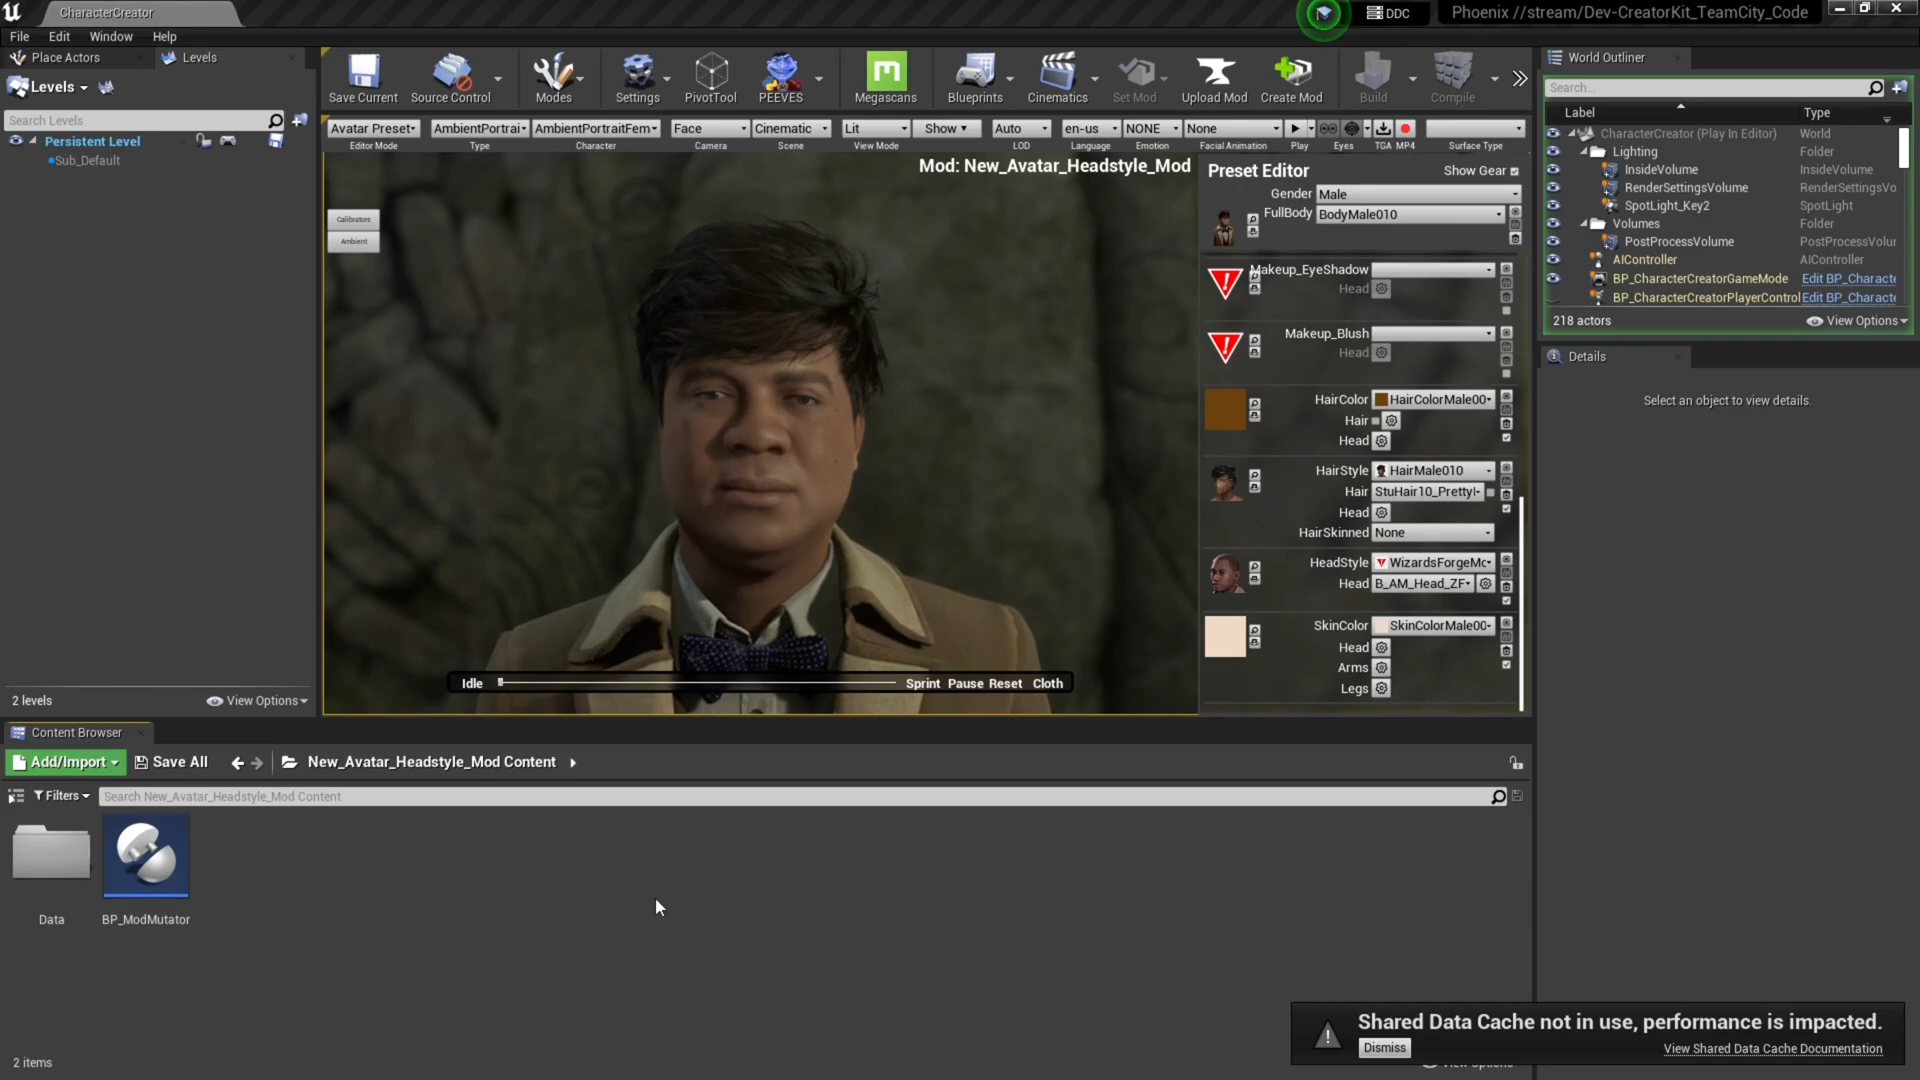 CharacterCreator
DDC
Phoenix //stream/Dev-CreatorKit_TeamCity_Code
File Edit Window Help
Place Actors
Levels
World Outliner
Levels
Save Current
Source Control
Modes
Settings
PivotTool
PEEVES
Megascans
Blueprints
Cinematics
Set Mod
Upload Mod
Create Mod
Build
Compile
Search...
Label
Type
Search Levels
Avatar Preset
AmbientPortrai
AmbientPortraitFem
Face
Cinematic
Lit
Show
Auto
en-us
NONE
None
Editor Mode
Type
Character
Camera
Scene
View Mode
LOD
Language
Emotion
Facial Animation
Play
Eyes
TGA MP4
Surface Type
Persistent Level
Sub_Default
CharacterCreator (Play In Editor) World
Lighting Folder
InsideVolume InsideVolume
RenderSettingsVolume RenderSettingsVo
SpotLight_Key2 SpotLight
Volumes Folder
PostProcessVolume PostProcessVolur
AIController AIController
BP_CharacterCreatorGameMode Edit BP_Characte
BP_CharacterCreatorPlayerControl Edit BP_Characte
218 actors
View Options
Mod: New_Avatar_Headstyle_Mod
Calibrators
Ambient
Preset Editor
Show Gear
Gender Male
FullBody BodyMale010
Makeup_EyeShadow
Head
Makeup_Blush
Head
HairColor HairColorMale00
Hair
Head
HairStyle HairMale010
Hair StuHair10_Pretty
Head
HairSkinned None
HeadStyle WizardsForgeMc
Head B_AM_Head_ZF
SkinColor SkinColorMale00
Head
Arms
Legs
Details
Select an object to view details.
Idle
Sprint Pause Reset Cloth
2 levels
View Options
Content Browser
Add/Import
Save All
New_Avatar_Headstyle_Mod Content
Filters
Search New_Avatar_Headstyle_Mod Content
Data
BP_ModMutator
Shared Data Cache not in use, performance is impacted.
Dismiss
View Shared Data Cache Documentation
2 items